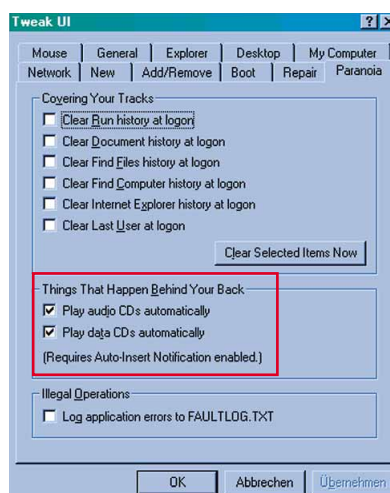 Tweak UI
Mouse General Explorer Desktop My Computer
Network New Add/Remove Boot Repair Paranoia
Covering Your Tracks
Clear Run history at logon
Clear Document history at logon
Clear Find Files history at logon
Clear Find Computer history at logon
Clear Internet Explorer history at logon
Clear Last User at logon
Clear Selected Items Now
Things That Happen Behind Your Back
Play audio CDs automatically
Play data CDs automatically
(Requires Auto-Insert Notification enabled.)
Illegal Operations
Log application errors to FAULTLOG.TXT
OK Abbrechen Übernehmen